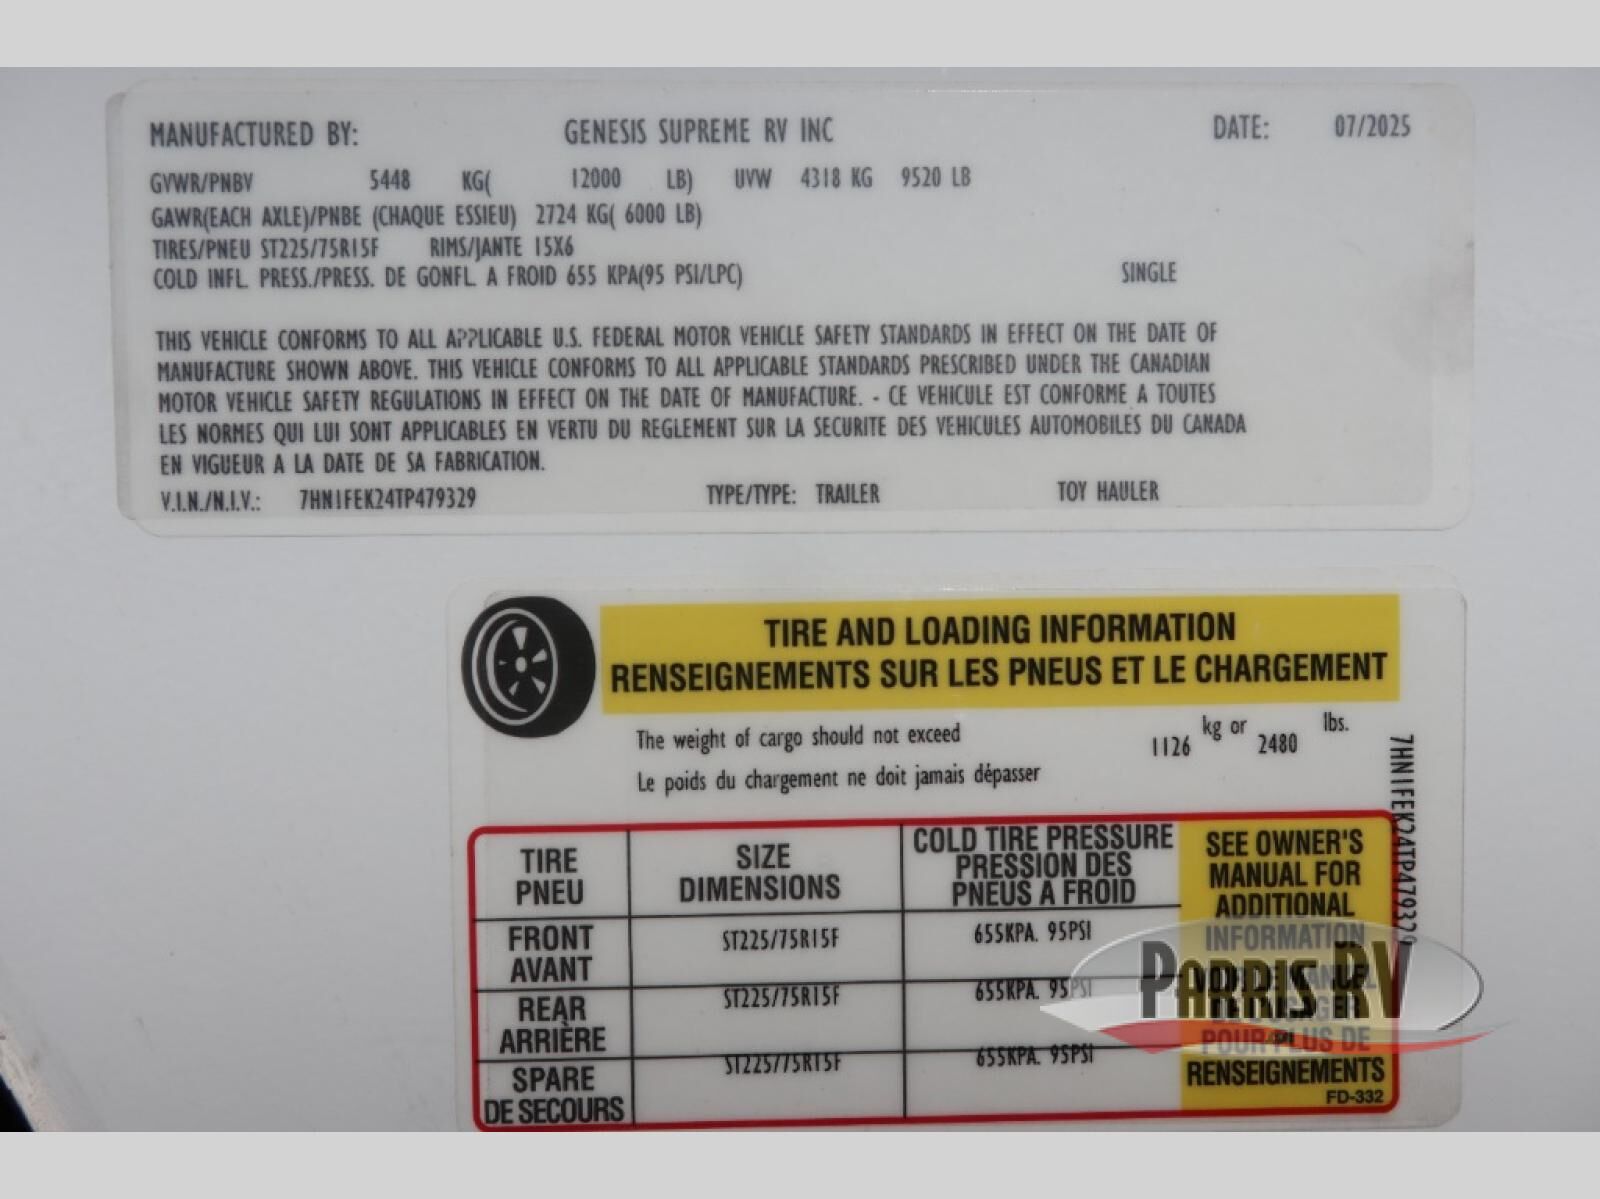 MANUFACTURED BY: GENESIS SUPREME RV INC DATE: 07/2025
GVWR/PNBV 5448 KG( 12000 LB) UVW 4318 KG 9520 LB
GAWR(EACH AXLE)/PNBE (CHAQUE ESSIEU) 2724 KG( 6000 LB)
TIRES/PNEU ST225/75R15F RIMS/JANTE 15X6
COLD INFL. PRESS./PRESS. DE GONFL. A FROID 655 KPA(95 PSI/LPC) SINGLE
THIS VEHICLE CONFORMS TO ALL APPLICABLE U.S. FEDERAL MOTOR VEHICLE SAFETY STANDARDS IN EFFECT ON THE DATE OF
MANUFACTURE SHOWN ABOVE. THIS VEHICLE CONFORMS TO ALL APPLICABLE STANDARDS PRESCRIBED UNDER THE CANADIAN
MOTOR VEHICLE SAFETY REGULATIONS IN EFFECT ON THE DATE OF MANUFACTURE. - CE VEHICULE EST CONFORME A TOUTES
LES NORMES QUI LUI SONT APPLICABLES EN VERTU DU REGLEMENT SUR LA SECURITE DES VEHICULES AUTOMOBILES DU CANADA
EN VIGUEUR A LA DATE DE SA FABRICATION.
V.I.N./N.I.V.: 7HN1FEK24TP479329 TYPE/TYPE: TRAILER TOY HAULER
TIRE AND LOADING INFORMATION
RENSEIGNEMENTS SUR LES PNEUS ET LE CHARGEMENT
The weight of cargo should not exceed 1126 kg or 2480 lbs.
Le poids du chargement ne doit jamais dépasser
7HN1FEK24TP479329
TIRE
PNEU
SIZE
DIMENSIONS
COLD TIRE PRESSURE
PRESSION DES
PNEUS A FROID
FRONT
AVANT
ST225/75R15F 655KPA. 95PSI
REAR
ARRIÈRE
ST225/75R15F 655KPA. 95PSI
SPARE
DE SECOURS
ST225/75R15F 655KPA. 95PSI
SEE OWNER'S
MANUAL FOR
ADDITIONAL
INFORMATION
VOIR LE MANUEL
DE L'USAGER
POUR PLUS DE
RENSEIGNEMENTS
FD-332
PARRIS RV